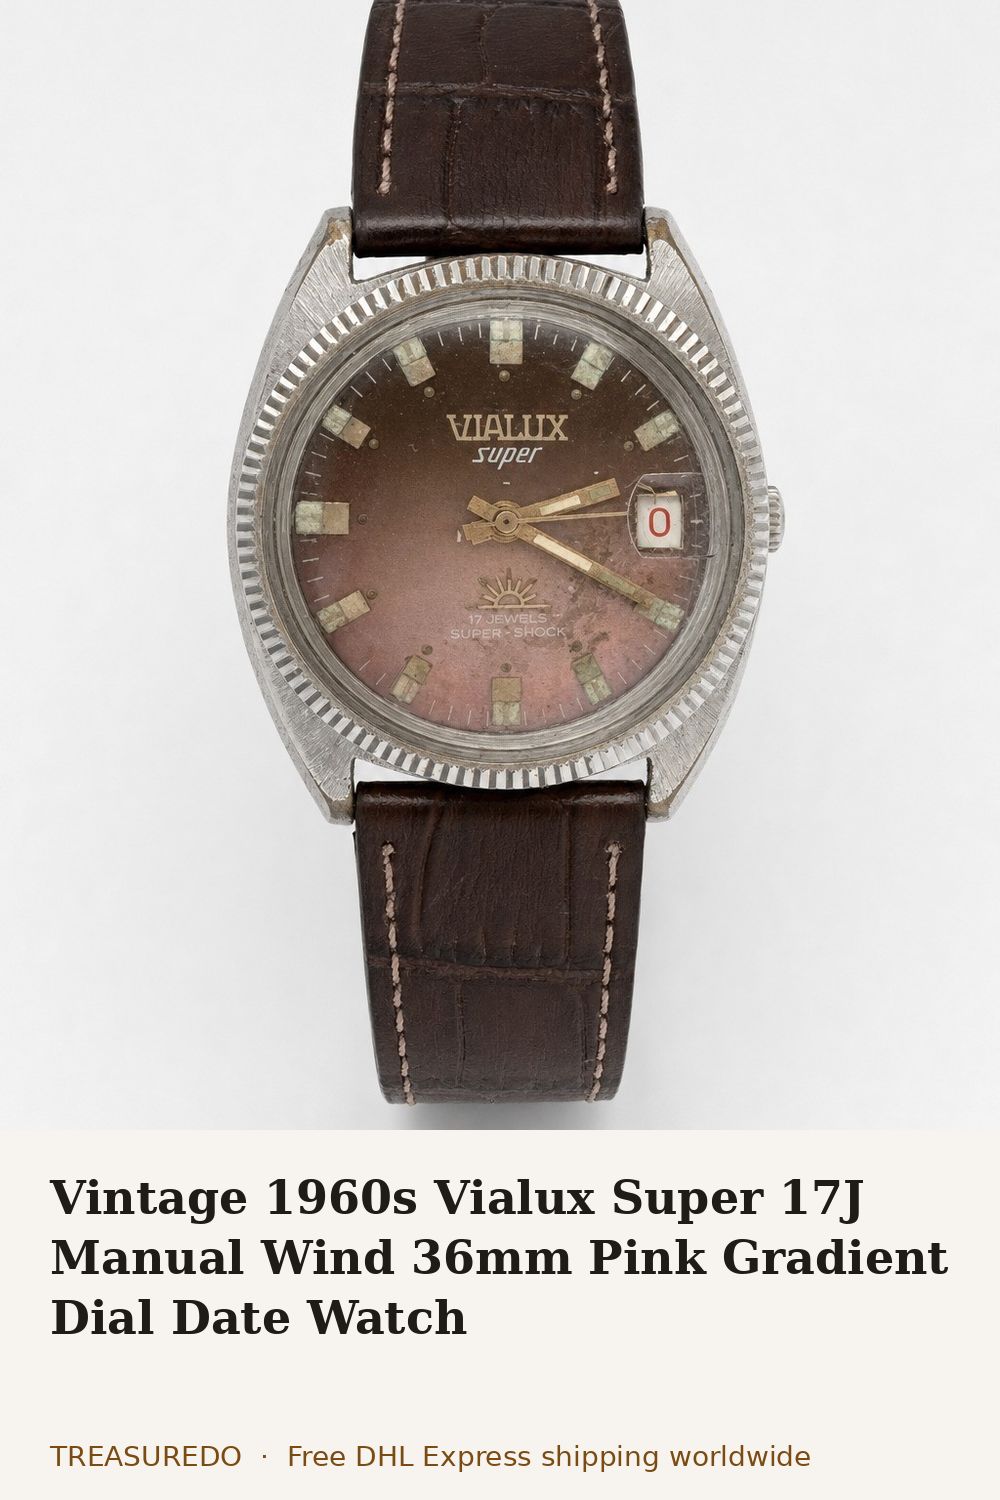 VIALUX
super
0
17 JEWELS
SUPER-SHOCK
Vintage 1960s Vialux Super 17J
Manual Wind 36mm Pink Gradient
Dial Date Watch
TREASUREDO · Free DHL Express shipping worldwide